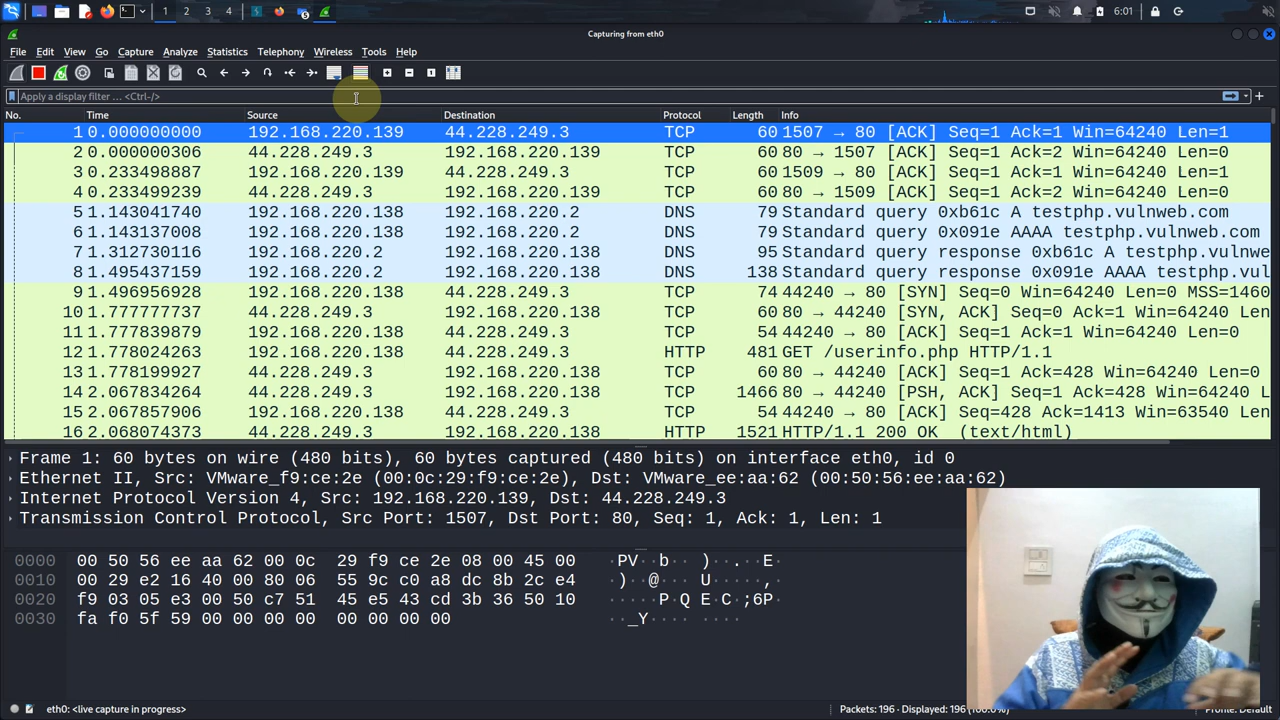 1 2 3 4 5 6:01
Capturing from eth0
File Edit View Go Capture Analyze Statistics Telephony Wireless Tools Help
Apply a display filter … <Ctrl-/>
No. Time Source Destination Protocol Length Info
1 0.000000000 192.168.220.139 44.228.249.3 TCP 60 1507 → 80 [ACK] Seq=1 Ack=1 Win=64240 Len=1
2 0.000000306 44.228.249.3 192.168.220.139 TCP 60 80 → 1507 [ACK] Seq=1 Ack=2 Win=64240 Len=0
3 0.233498887 192.168.220.139 44.228.249.3 TCP 60 1509 → 80 [ACK] Seq=1 Ack=1 Win=64240 Len=1
4 0.233499239 44.228.249.3 192.168.220.139 TCP 60 80 → 1509 [ACK] Seq=1 Ack=2 Win=64240 Len=0
5 1.143041740 192.168.220.138 192.168.220.2 DNS 79 Standard query 0xb61c A testphp.vulnweb.com
6 1.143137008 192.168.220.138 192.168.220.2 DNS 79 Standard query 0x091e AAAA testphp.vulnweb.com
7 1.312730116 192.168.220.2 192.168.220.138 DNS 95 Standard query response 0xb61c A testphp.vulnwe
8 1.495437159 192.168.220.2 192.168.220.138 DNS 138 Standard query response 0x091e AAAA testphp.vul
9 1.496956928 192.168.220.138 44.228.249.3 TCP 74 44240 → 80 [SYN] Seq=0 Win=64240 Len=0 MSS=1460
10 1.777777737 44.228.249.3 192.168.220.138 TCP 60 80 → 44240 [SYN, ACK] Seq=0 Ack=1 Win=64240 Len
11 1.777839879 192.168.220.138 44.228.249.3 TCP 54 44240 → 80 [ACK] Seq=1 Ack=1 Win=64240 Len=0
12 1.778024263 192.168.220.138 44.228.249.3 HTTP 481 GET /userinfo.php HTTP/1.1
13 1.778199927 44.228.249.3 192.168.220.138 TCP 60 80 → 44240 [ACK] Seq=1 Ack=428 Win=64240 Len=0
14 2.067834264 44.228.249.3 192.168.220.138 TCP 1466 80 → 44240 [PSH, ACK] Seq=1 Ack=428 Win=64240 L
15 2.067857906 192.168.220.138 44.228.249.3 TCP 54 44240 → 80 [ACK] Seq=428 Ack=1413 Win=63540 Len
16 2.068074373 44.228.249.3 192.168.220.138 HTTP 1521 HTTP/1.1 200 OK (text/html)
Frame 1: 60 bytes on wire (480 bits), 60 bytes captured (480 bits) on interface eth0, id 0
Ethernet II, Src: VMware_f9:ce:2e (00:0c:29:f9:ce:2e), Dst: VMware_ee:aa:62 (00:50:56:ee:aa:62)
Internet Protocol Version 4, Src: 192.168.220.139, Dst: 44.228.249.3
Transmission Control Protocol, Src Port: 1507, Dst Port: 80, Seq: 1, Ack: 1, Len: 1
0000 00 50 56 ee aa 62 00 0c 29 f9 ce 2e 08 00 45 00 ·PV··b·· )··.··E·
0010 00 29 e2 16 40 00 80 06 55 9c c0 a8 dc 8b 2c e4 ·)··@··· U·····,·
0020 f9 03 05 e3 00 50 c7 51 45 e5 43 cd 3b 36 50 10 ·····P·Q E·C·;6P·
0030 fa f0 5f 59 00 00 00 00 00 00 00 00 ··_Y···· ····
eth0: <live capture in progress> Packets: 196 · Displayed: 196 (100.0%) Profile: Default